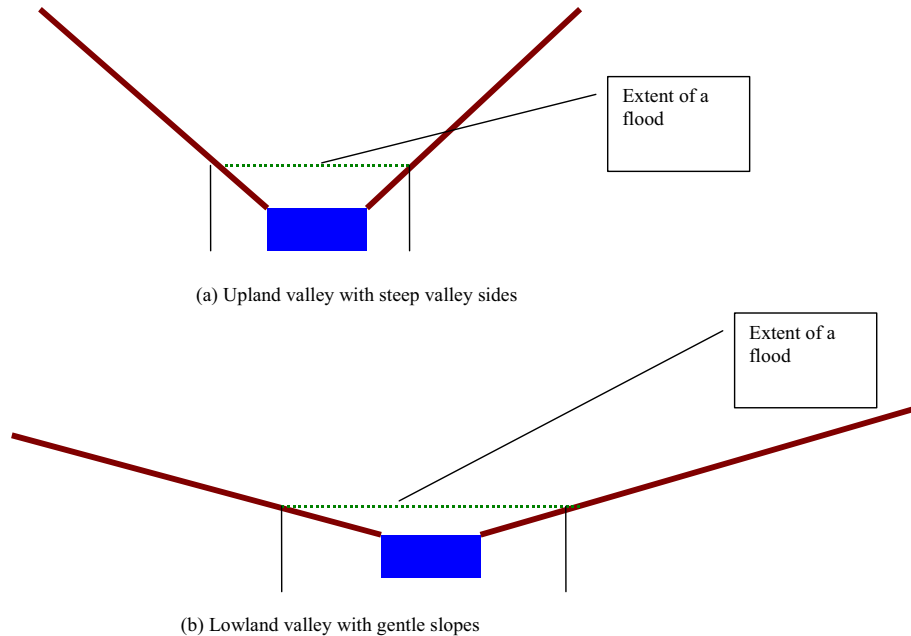 Extent of a
flood
(a) Upland valley with steep valley sides
Extent of a
flood
(b) Lowland valley with gentle slopes